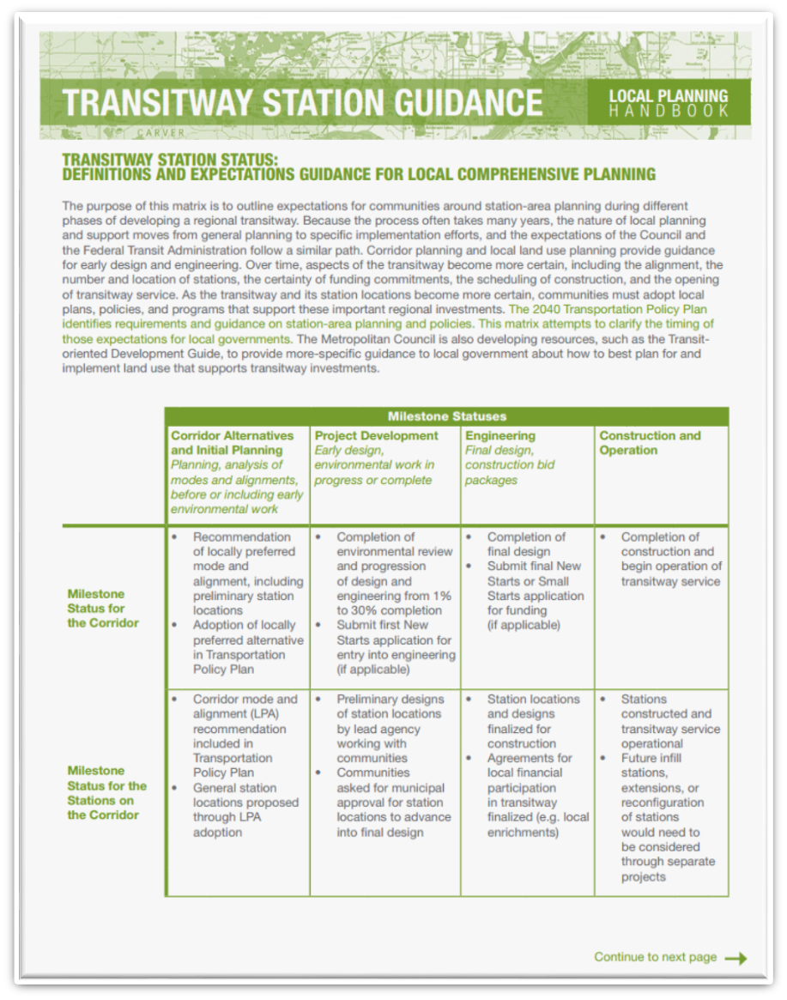 TRANSITWAY STATION GUIDANCE
LOCAL PLANNING
HANDBOOK
CARVER
TRANSITWAY STATION STATUS:
DEFINITIONS AND EXPECTATIONS GUIDANCE FOR LOCAL COMPREHENSIVE PLANNING
The purpose of this matrix is to outline expectations for communities around station-area planning during different
phases of developing a regional transitway. Because the process often takes many years, the nature of local planning
and support moves from general planning to specific implementation efforts, and the expectations of the Council and
the Federal Transit Administration follow a similar path. Corridor planning and local land use planning provide guidance
for early design and engineering. Over time, aspects of the transitway become more certain, including the alignment, the
number and location of stations, the certainty of funding commitments, the scheduling of construction, and the opening
of transitway service. As the transitway and its station locations become more certain, communities must adopt local
plans, policies, and programs that support these important regional investments. The 2040 Transportation Policy Plan
identifies requirements and guidance on station-area planning and policies. This matrix attempts to clarify the timing of
those expectations for local governments. The Metropolitan Council is also developing resources, such as the Transit-
oriented Development Guide, to provide more-specific guidance to local government about how to best plan for and
implement land use that supports transitway investments.
Milestone Statuses
Corridor Alternatives
and Initial Planning
Planning, analysis of
modes and alignments,
before or including early
environmental work
Project Development
Early design,
environmental work in
progress or complete
Engineering
Final design,
construction bid
packages
Construction and
Operation
Milestone
Status for
the Corridor
• Recommendation
of locally preferred
mode and
alignment, including
preliminary station
locations
• Adoption of locally
preferred alternative
in Transportation
Policy Plan
• Completion of
environmental review
and progression
of design and
engineering from 1%
to 30% completion
• Submit first New
Starts application for
entry into engineering
(if applicable)
• Completion of
final design
• Submit final New
Starts or Small
Starts application
for funding
(if applicable)
• Completion of
construction and
begin operation of
transitway service
Milestone
Status for the
Stations on
the Corridor
• Corridor mode and
alignment (LPA)
recommendation
included in
Transportation
Policy Plan
• General station
locations proposed
through LPA
adoption
• Preliminary designs
of station locations
by lead agency
working with
communities
• Communities
asked for municipal
approval for station
locations to advance
into final design
• Station locations
and designs
finalized for
construction
• Agreements for
local financial
participation
in transitway
finalized (e.g. local
enrichments)
• Stations
constructed and
transitway service
operational
• Future infill
stations,
extensions, or
reconfiguration
of stations
would need to
be considered
through separate
projects
Continue to next page